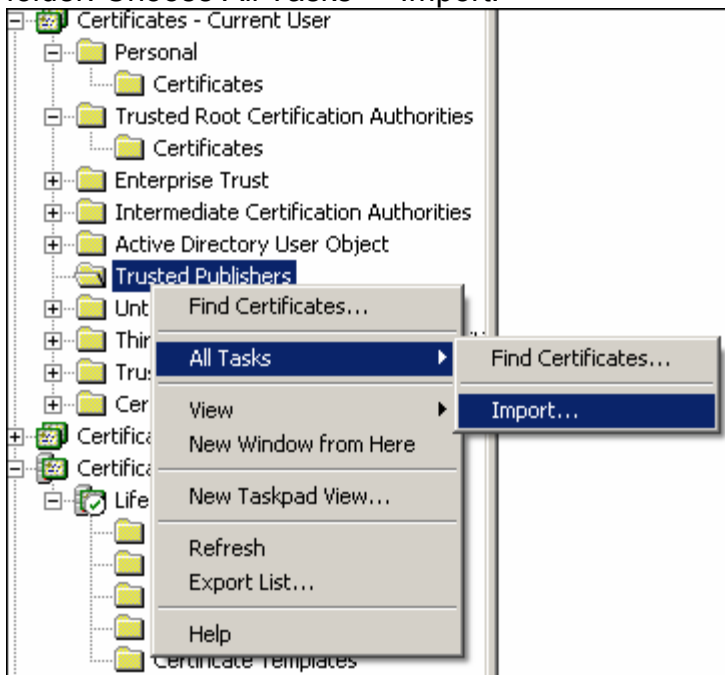 Certificates - Current User
Personal
Certificates
Trusted Root Certification Authorities
Certificates
Enterprise Trust
Intermediate Certification Authorities
Active Directory User Object
Trusted Publishers
Find Certificates...
All Tasks
Find Certificates...
View
Import...
New Window from Here
New Taskpad View...
Refresh
Export List...
Help
Certificate Templates